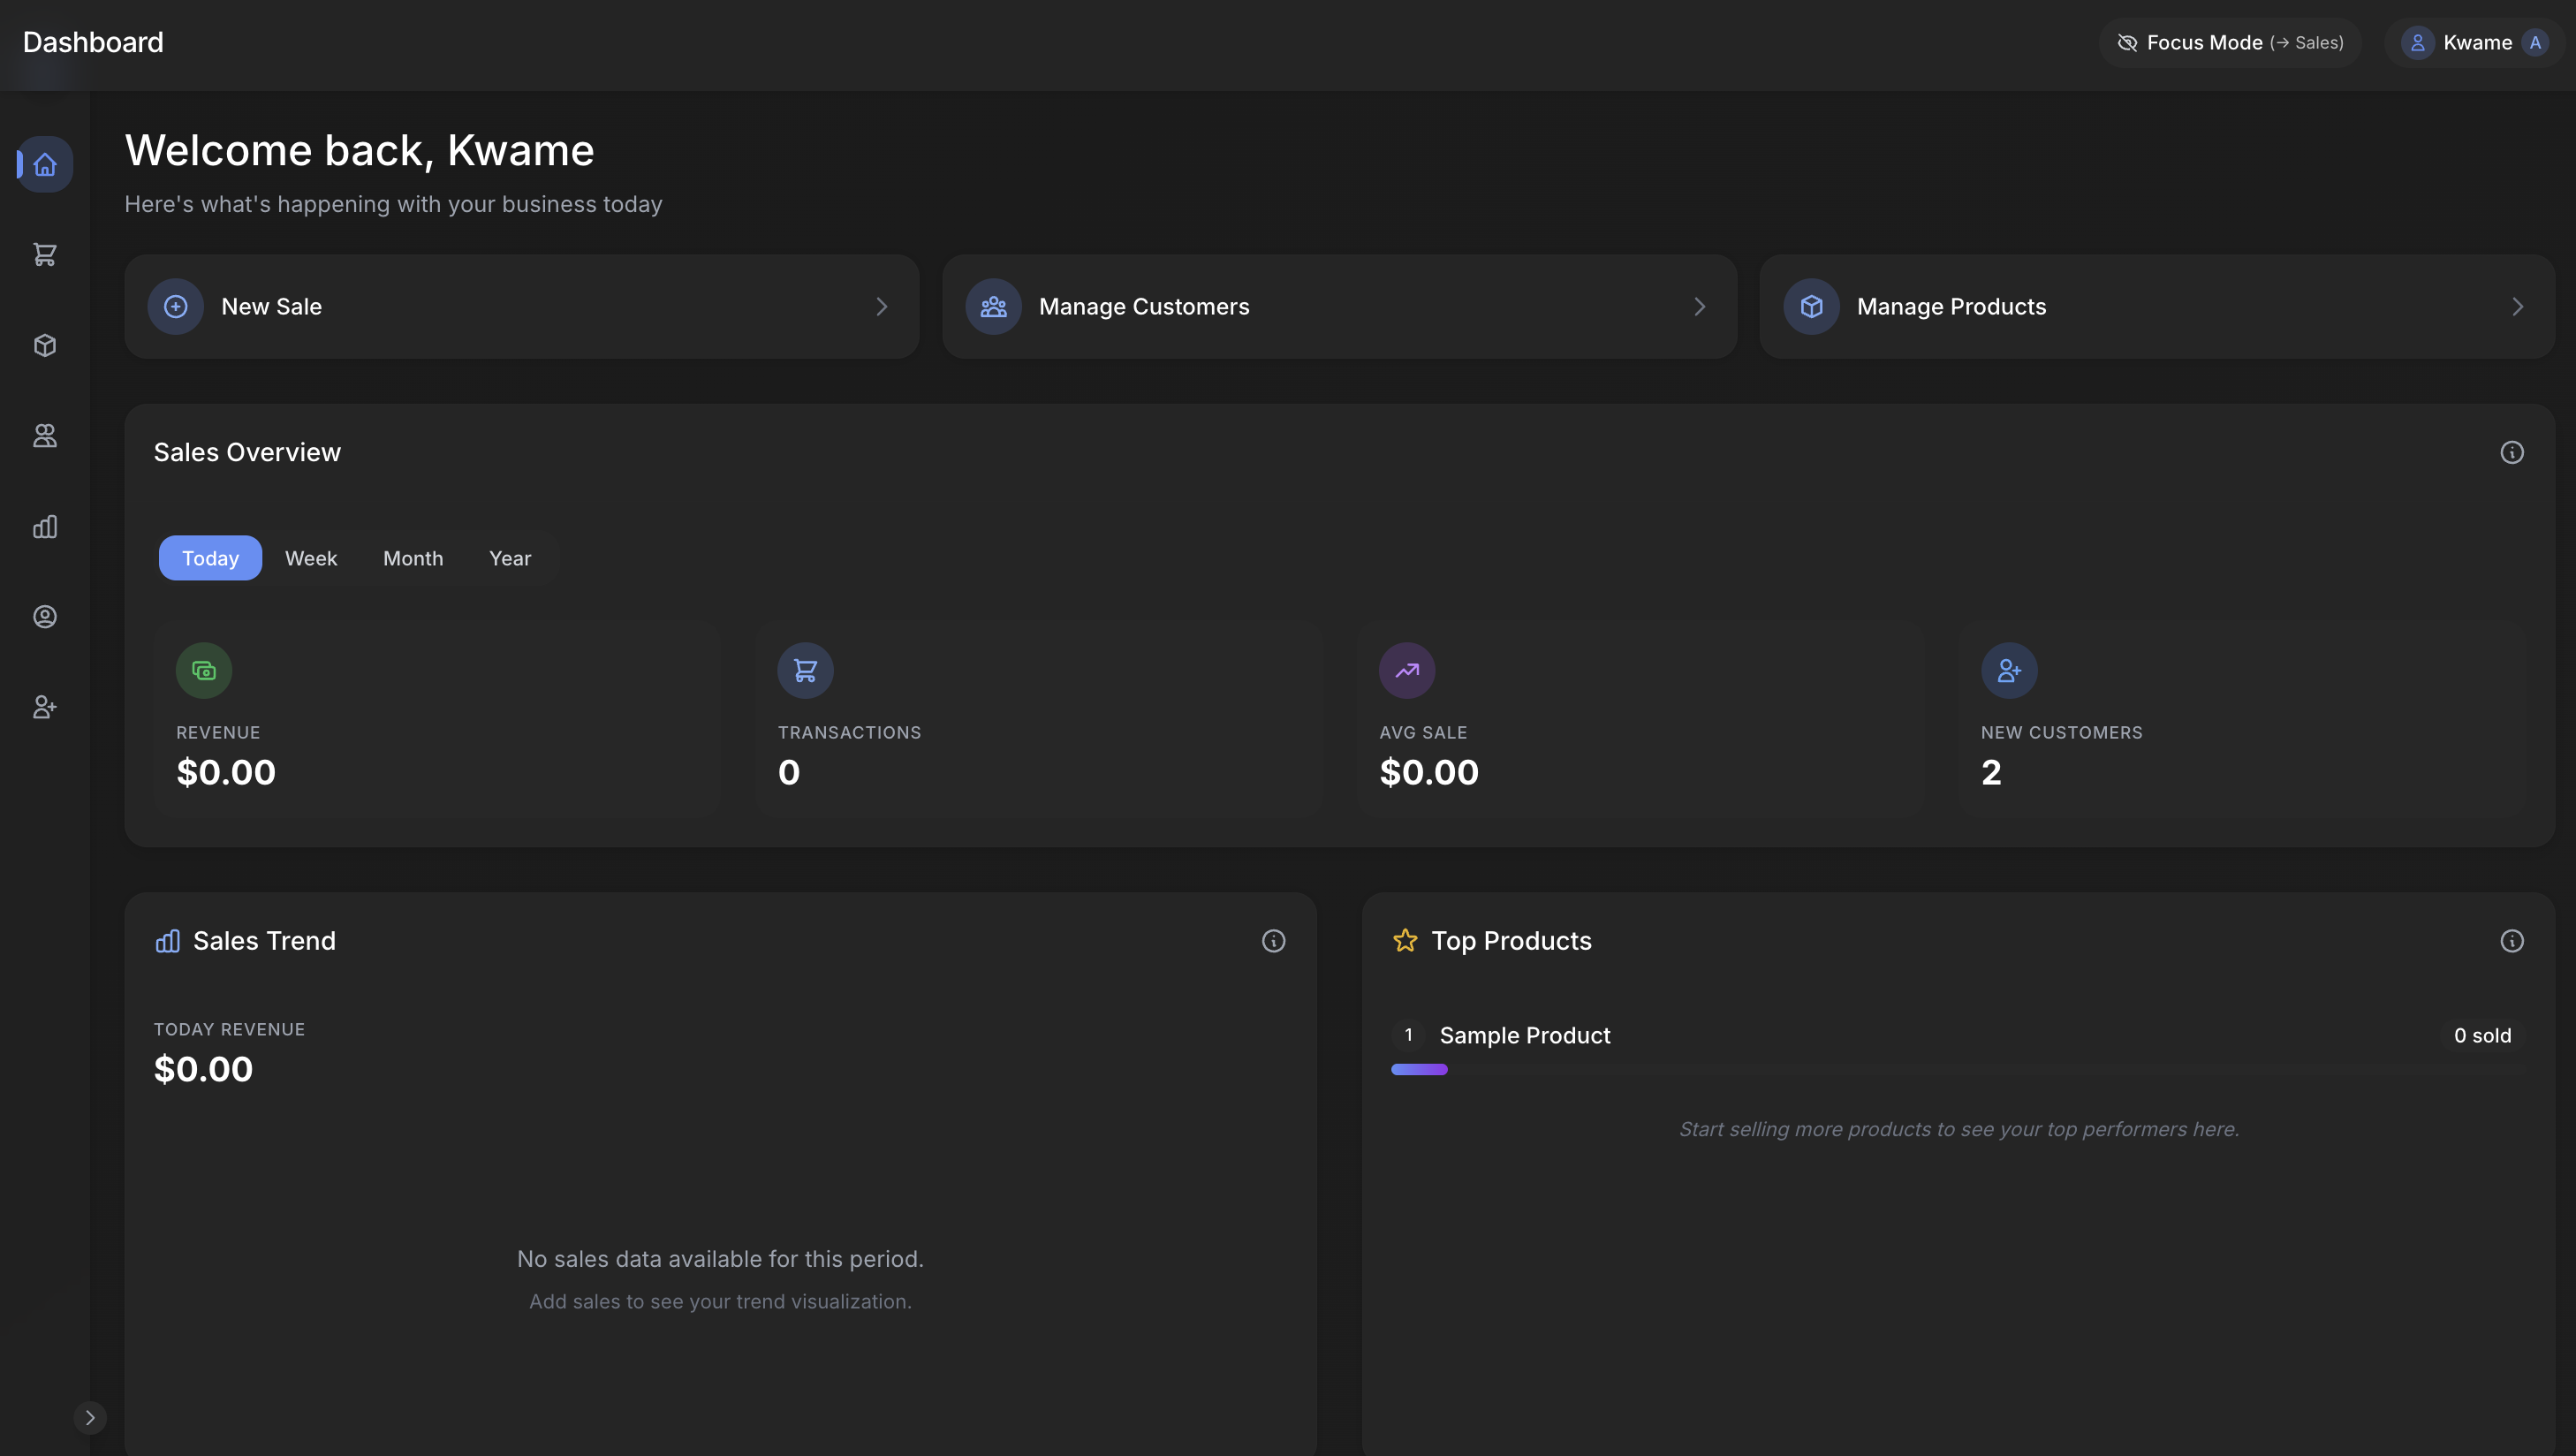 Dashboard
Focus Mode (→ Sales)
Kwame A
Welcome back, Kwame
Here's what's happening with your business today
New Sale
Manage Customers
Manage Products
Sales Overview
Today Week Month Year
REVENUE
$0.00
TRANSACTIONS
0
AVG SALE
$0.00
NEW CUSTOMERS
2
Sales Trend
TODAY REVENUE
$0.00
No sales data available for this period.
Add sales to see your trend visualization.
Top Products
1 Sample Product 0 sold
Start selling more products to see your top performers here.